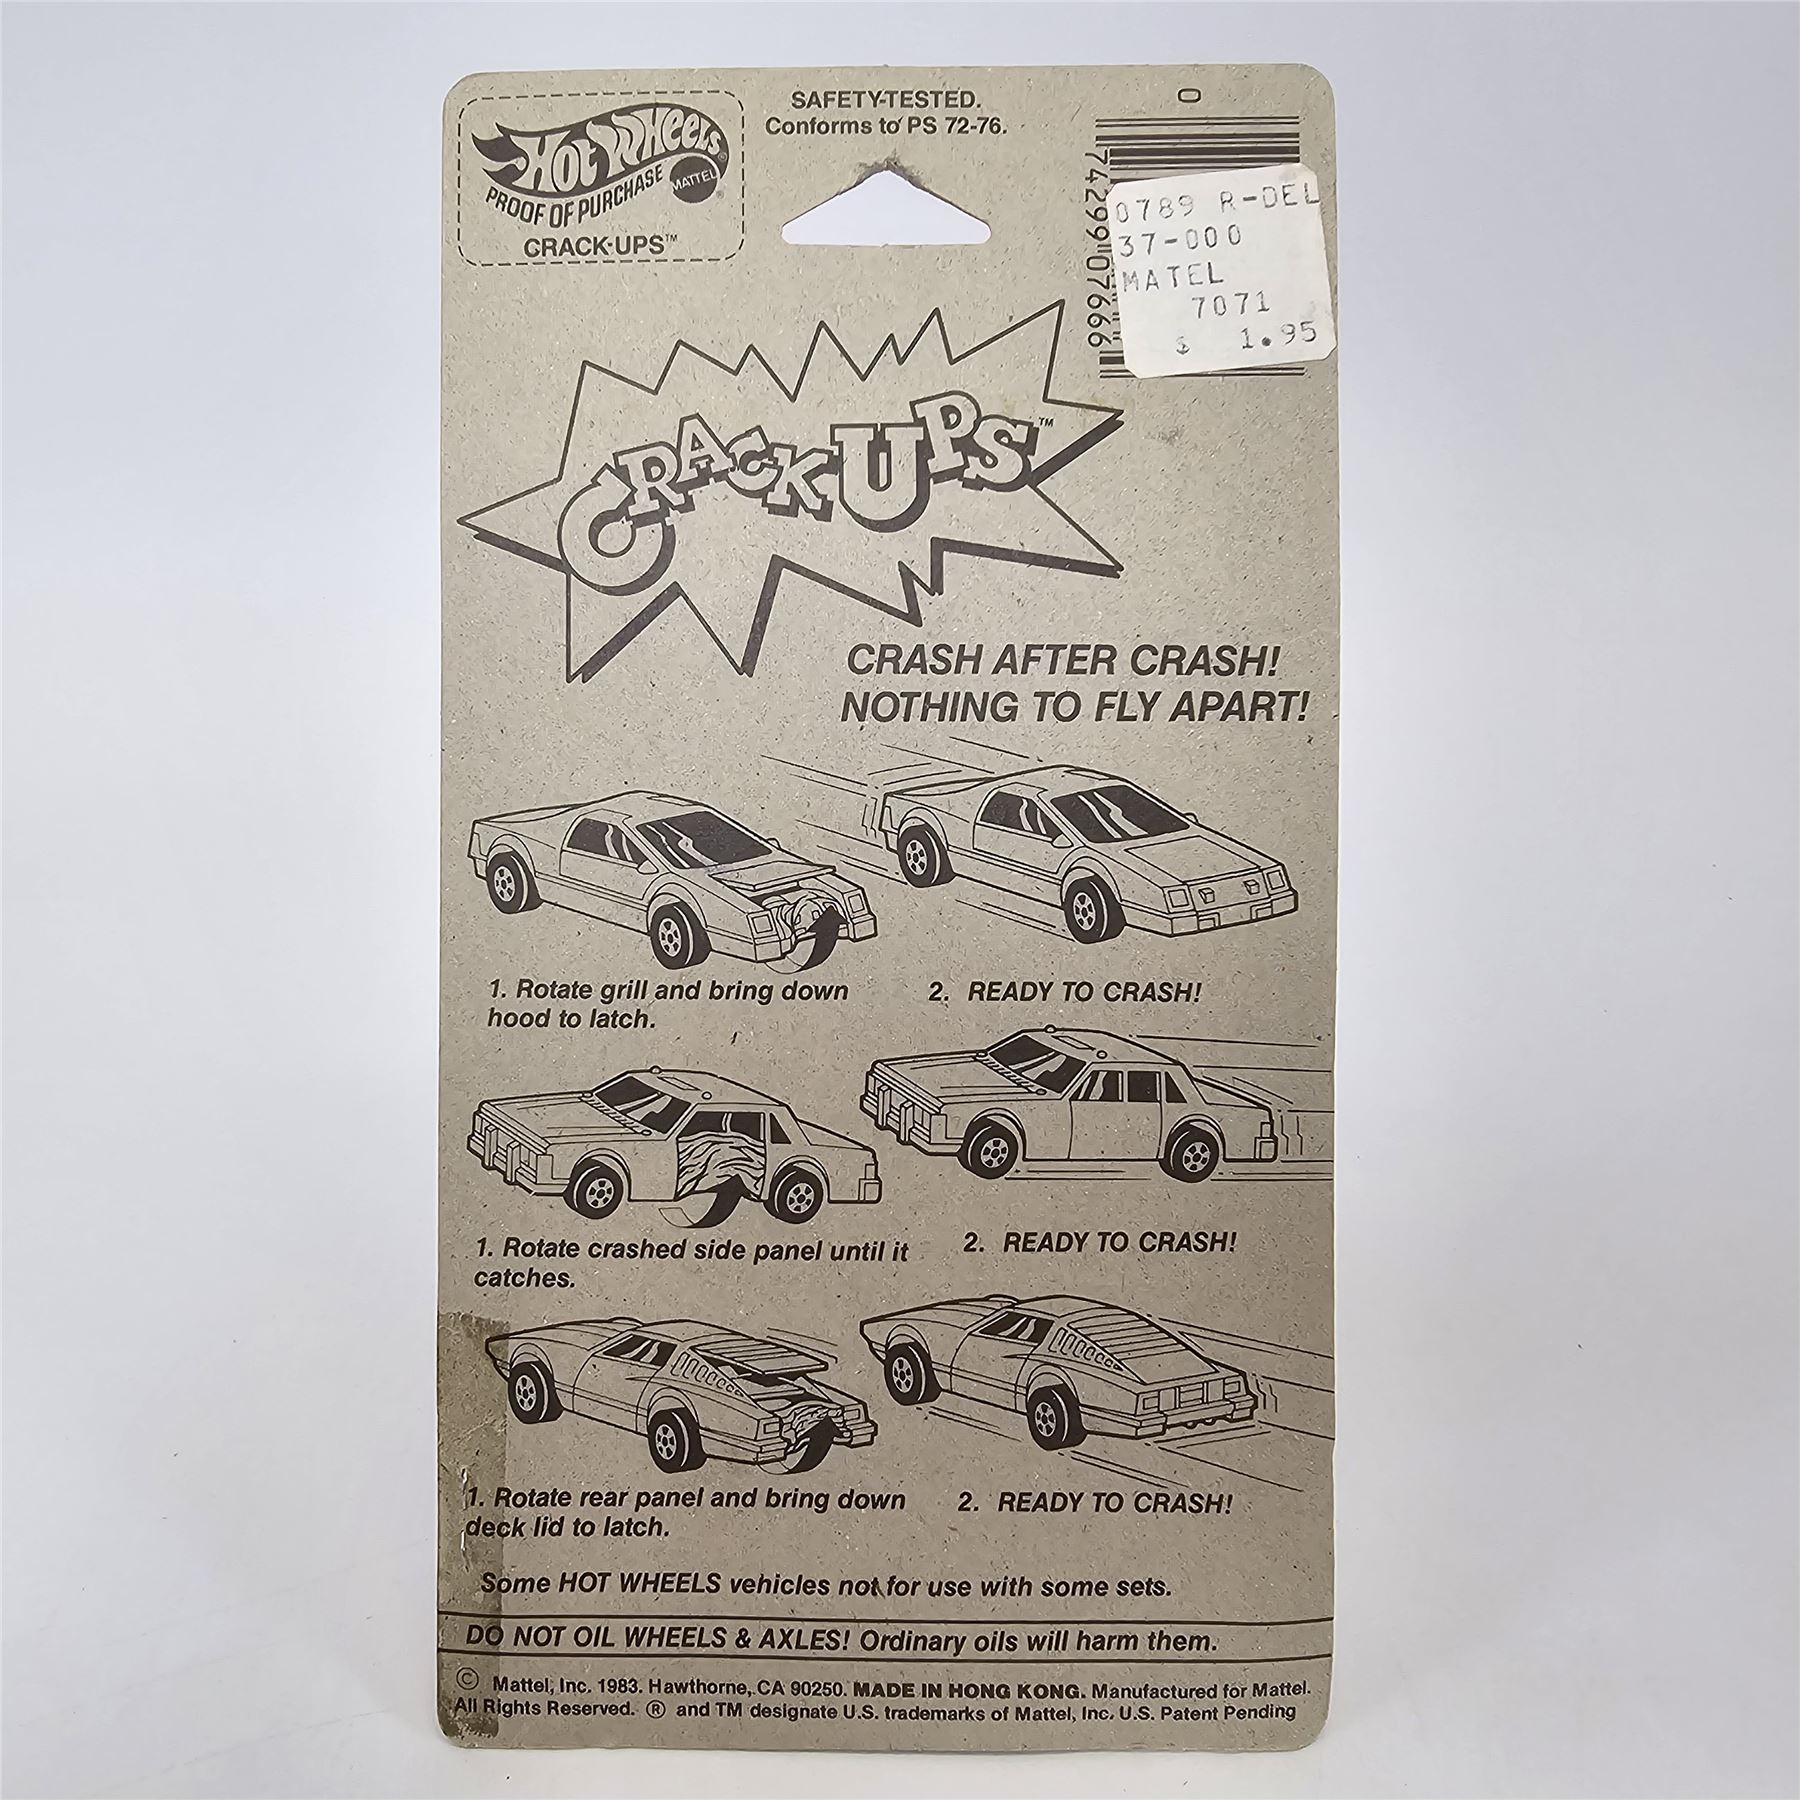 HOT WHEELS®
PROOF OF PURCHASE
MATTEL®
CRACK-UPS™
SAFETY-TESTED.
Conforms to PS 72-76.
0
74299 07666
0789 R-DEL
37-000
MATEL
7071
$ 1.95
CRACK UPS™
CRASH AFTER CRASH!
NOTHING TO FLY APART!
1. Rotate grill and bring down
hood to latch.
2. READY TO CRASH!
1. Rotate crashed side panel until it
catches.
2. READY TO CRASH!
1. Rotate rear panel and bring down
deck lid to latch.
2. READY TO CRASH!
Some HOT WHEELS vehicles not for use with some sets.
DO NOT OIL WHEELS & AXLES! Ordinary oils will harm them.
© Mattel, Inc. 1983. Hawthorne, CA 90250. MADE IN HONG KONG. Manufactured for Mattel.
All Rights Reserved. ® and TM designate U.S. trademarks of Mattel, Inc. U.S. Patent Pending